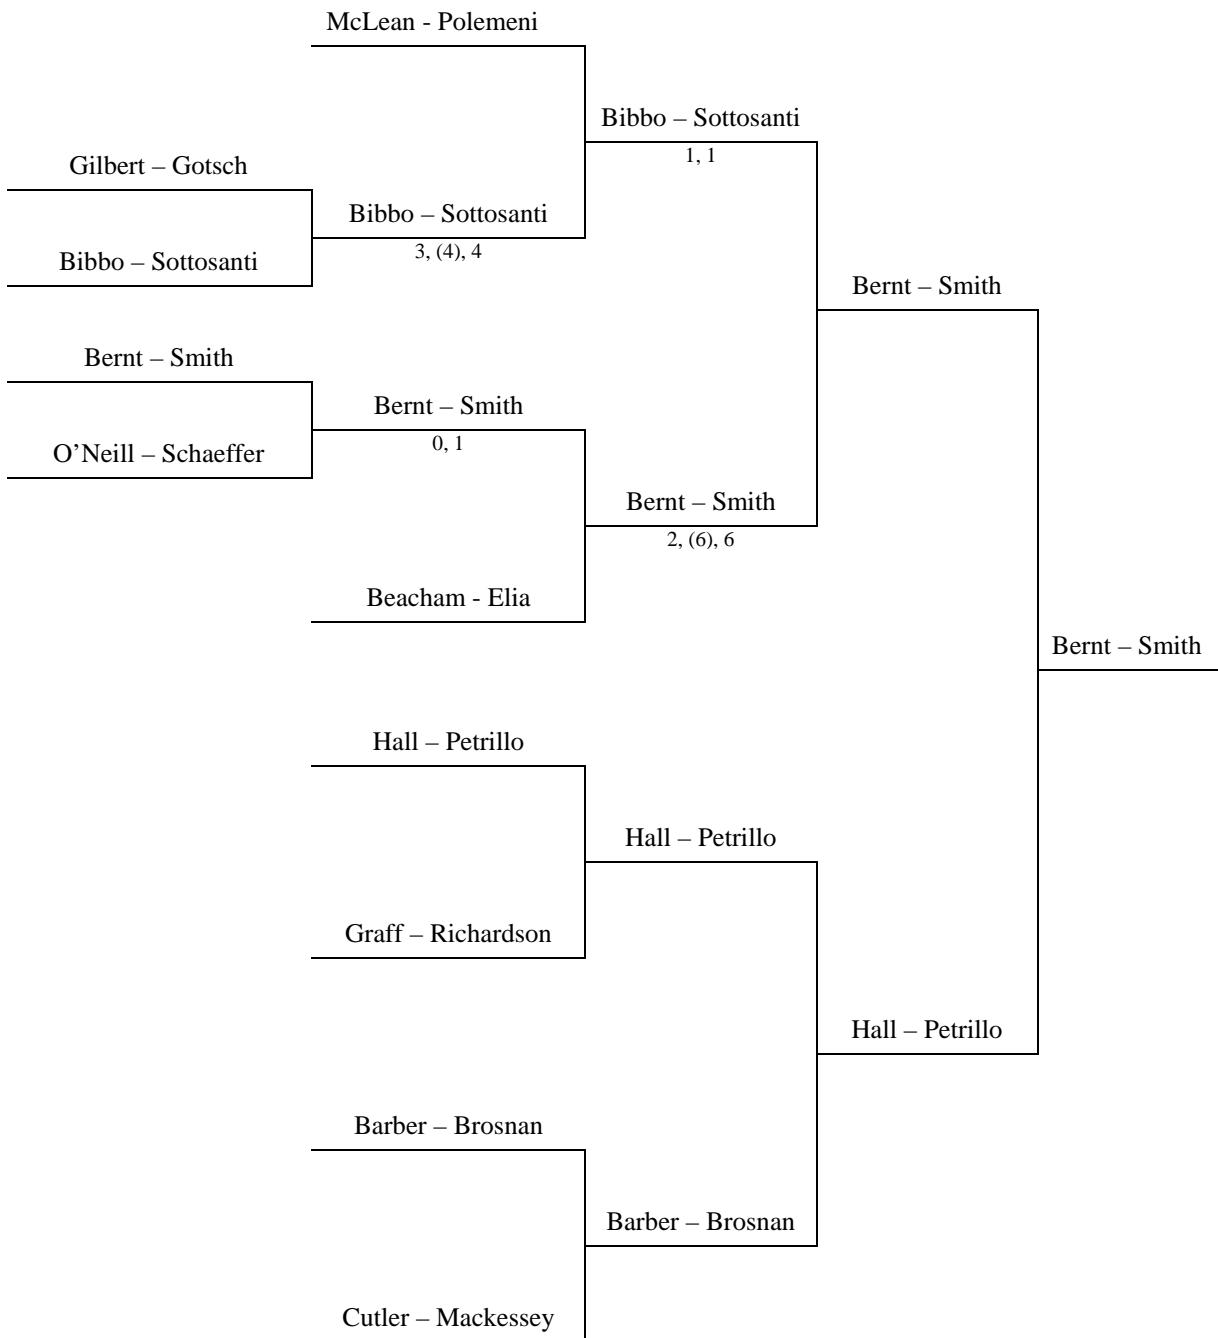 McLean - Polemeni
Bibbo – Sottosanti
1, 1
Gilbert – Gotsch
Bibbo – Sottosanti
3, (4), 4
Bibbo – Sottosanti
Bernt – Smith
Bernt – Smith
Bernt – Smith
0, 1
O’Neill – Schaeffer
Bernt – Smith
2, (6), 6
Beacham - Elia
Bernt – Smith
Hall – Petrillo
Hall – Petrillo
Graff – Richardson
Hall – Petrillo
Barber – Brosnan
Barber – Brosnan
Cutler – Mackessey